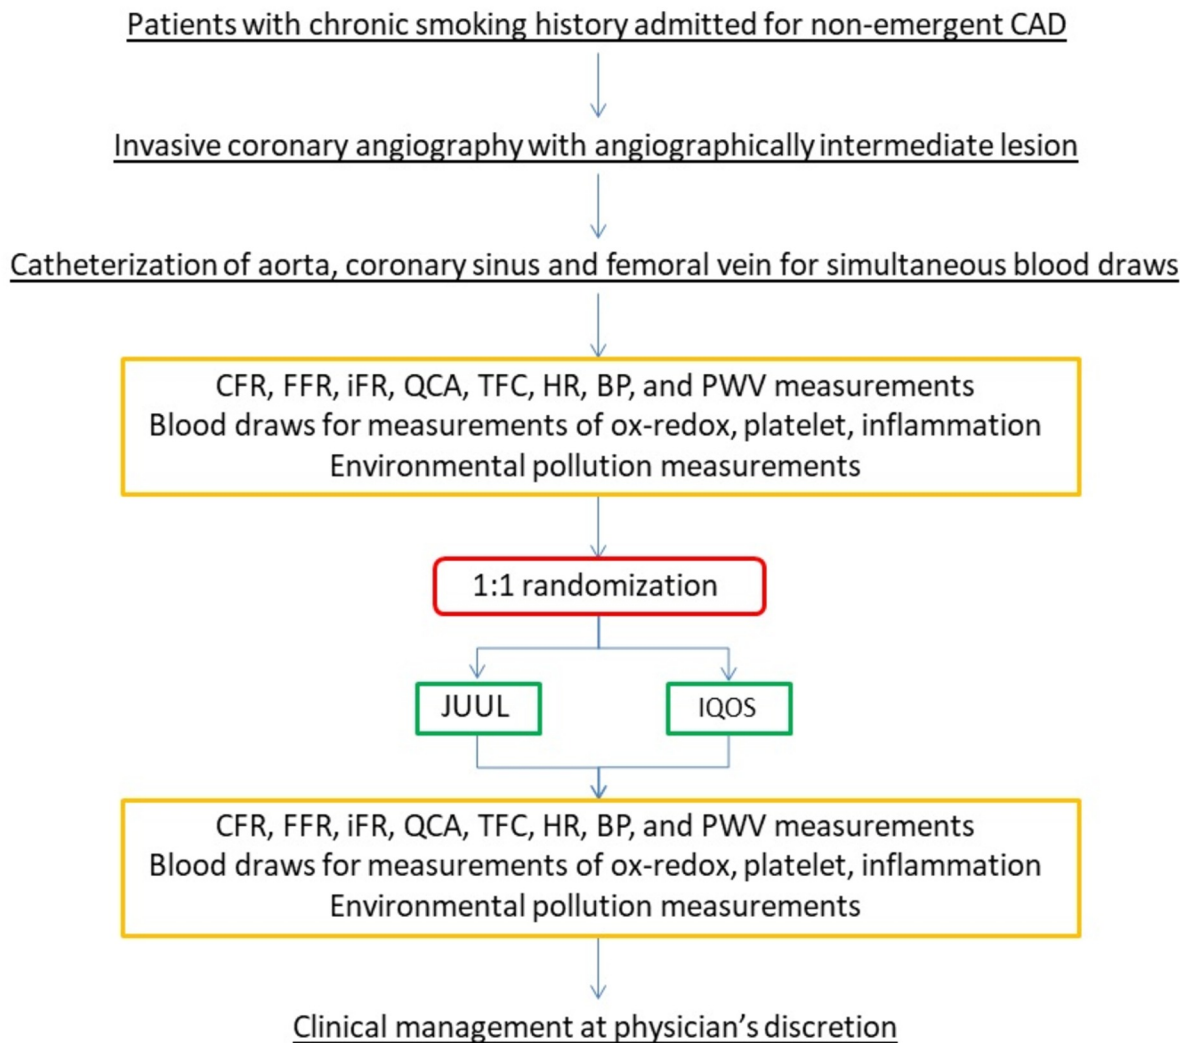 Patients with chronic smoking history admitted for non-emergent CAD
Invasive coronary angiography with angiographically intermediate lesion
Catheterization of aorta, coronary sinus and femoral vein for simultaneous blood draws
CFR, FFR, iFR, QCA, TFC, HR, BP, and PWV measurements
Blood draws for measurements of ox-redox, platelet, inflammation
Environmental pollution measurements
1:1 randomization
JUUL
IQOS
CFR, FFR, iFR, QCA, TFC, HR, BP, and PWV measurements
Blood draws for measurements of ox-redox, platelet, inflammation
Environmental pollution measurements
Clinical management at physician’s discretion